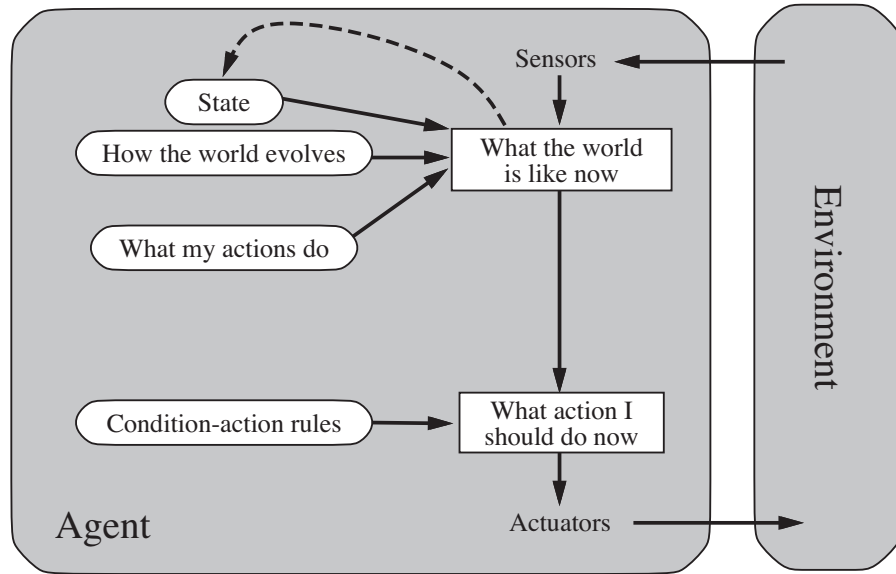 Sensors
State
How the world evolves
What the world
is like now
What my actions do
Environment
Condition-action rules
What action I
should do now
Agent
Actuators